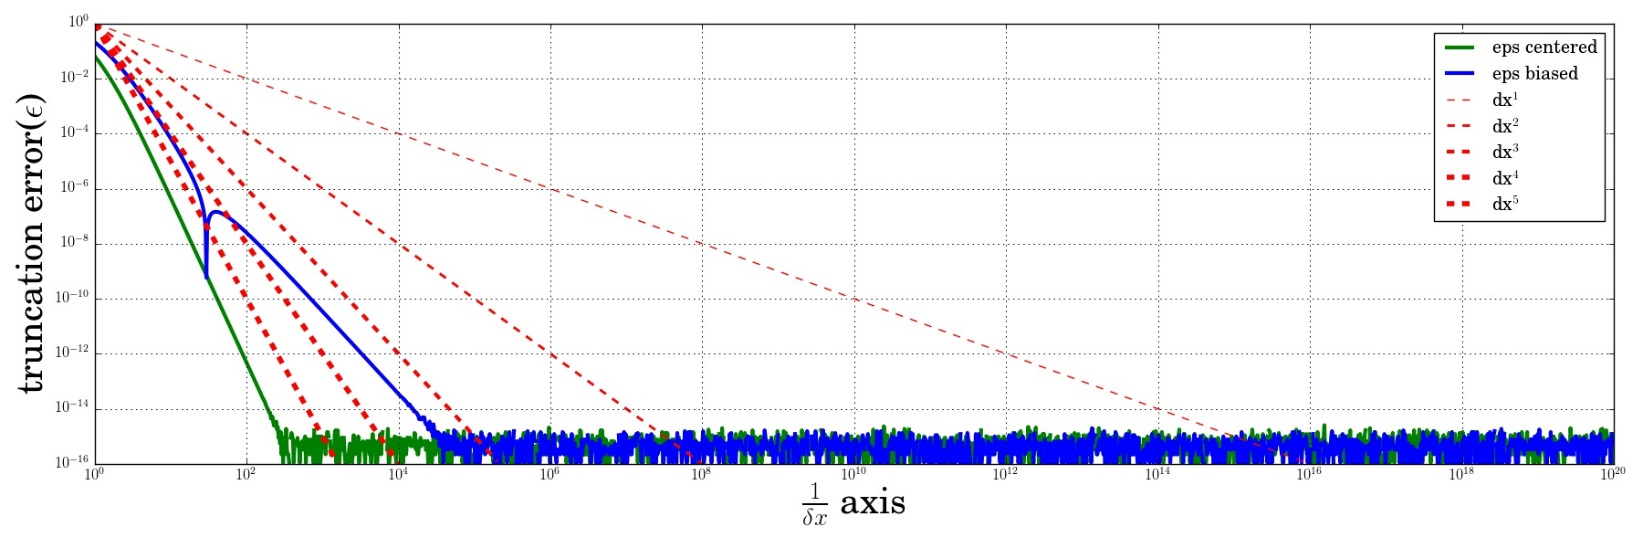 truncation error(ϵ)
10⁰
10⁻²
10⁻⁴
10⁻⁶
10⁻⁸
10⁻¹⁰
10⁻¹²
10⁻¹⁴
10⁻¹⁶
eps centered
eps biased
dx¹
dx²
dx³
dx⁴
dx⁵
10⁰ 10² 10⁴ 10⁶ 10⁸ 10¹⁰ 10¹² 10¹⁴ 10¹⁶ 10¹⁸ 10²⁰
1/δx axis